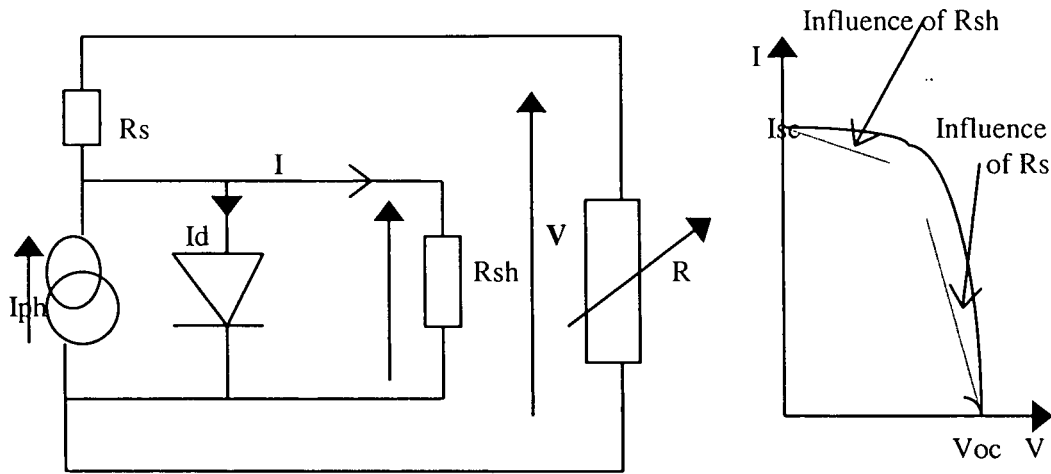 Rs
I
Id
Iph
Rsh
V
R
Influence of Rsh
I
Isc
Influence
of Rs
Voc
V